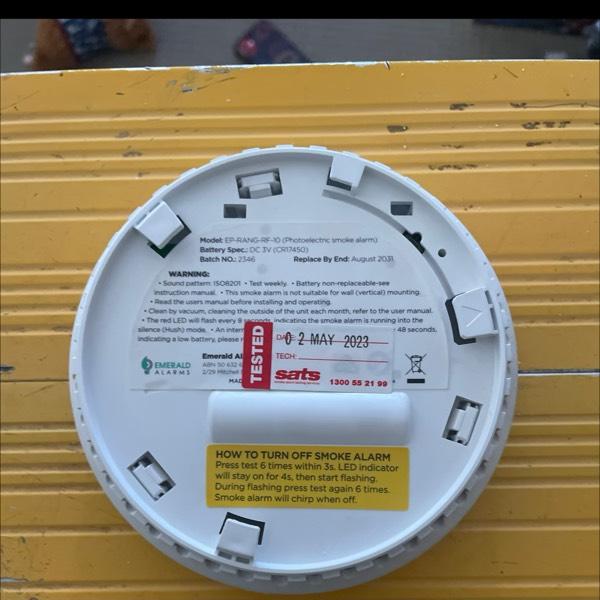 Model: EP-RANG-RF-10 (Photoelectric smoke alarm)
Battery Spec.: DC 3V (CR17450)
Batch NO.: 2346 Replace By End: August 2031
WARNING:
• Sound pattern: ISO8201 • Test weekly. • Battery non-replaceable-see
instruction manual. • This smoke alarm is not suitable for wall (vertical) mounting.
• Read the users manual before installing and operating.
• Clean by vacuum, cleaning the outside of the unit each month, refer to the user manual.
• The red LED will flash every 8 seconds, indicating the smoke alarm is running into the
silence (Hush) mode. • An intern 48 seconds,
indicating a low battery, please r
EMERALD
ALARMS
Emerald Al
ABN 50 632 6
2/29 Mitchell
MAD
TESTED
DA 0 2 MAY 2023
TECH:
sats
smoke alarm testing services
1300 55 21 99
HOW TO TURN OFF SMOKE ALARM
Press test 6 times within 3s. LED indicator
will stay on for 4s, then start flashing.
During flashing press test again 6 times.
Smoke alarm will chirp when off.